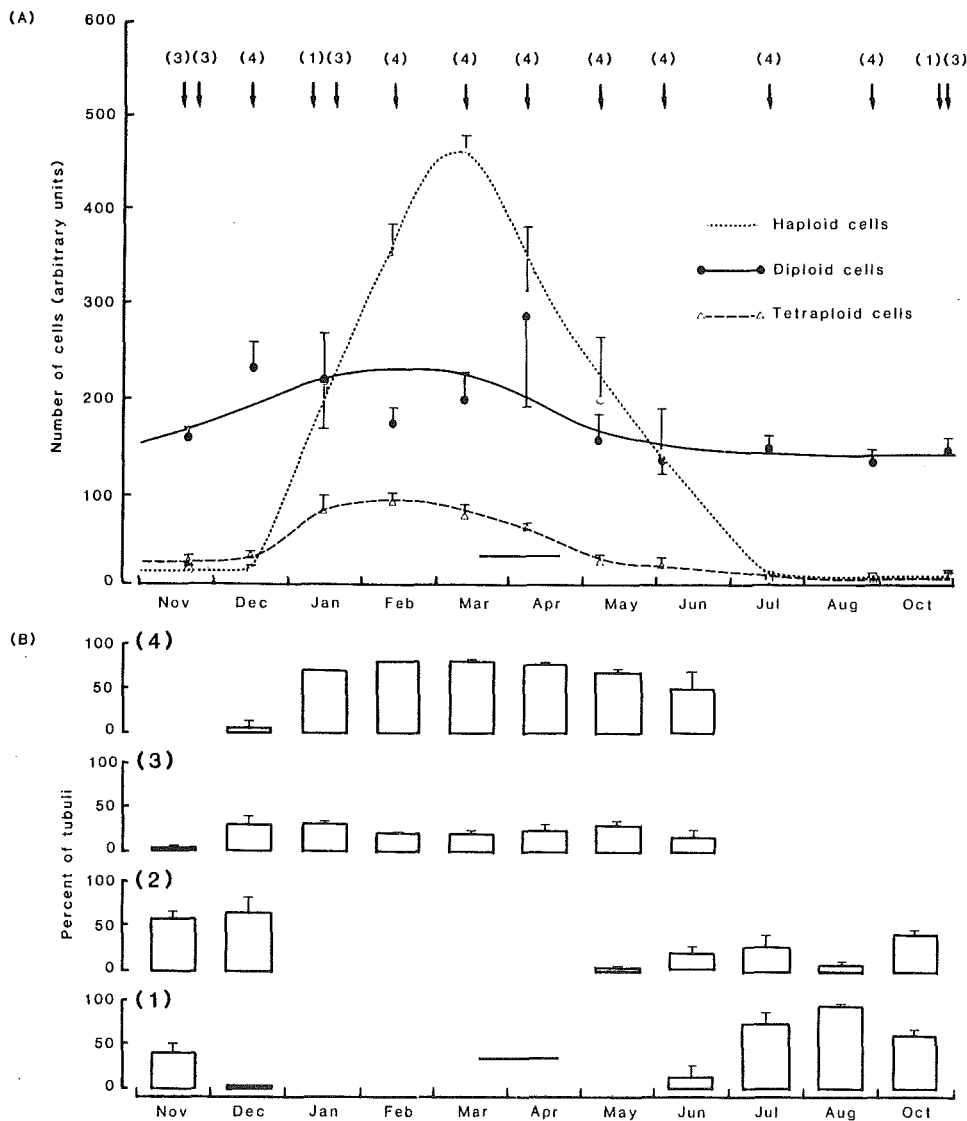 (A)
Number of cells (arbitrary units)
600
500
400
300
200
100
0
(3)(3) (4) (1)(3) (4) (4) (4) (4) (4) (4) (4) (1)(3)
Haploid cells
Diploid cells
Tetraploid cells
Nov Dec Jan Feb Mar Apr May Jun Jul Aug Oct
(B)
Percent of tubuli
100 (4)
50
0
100 (3)
50
0
100 (2)
50
0
100 (1)
50
0
Nov Dec Jan Feb Mar Apr May Jun Jul Aug Oct